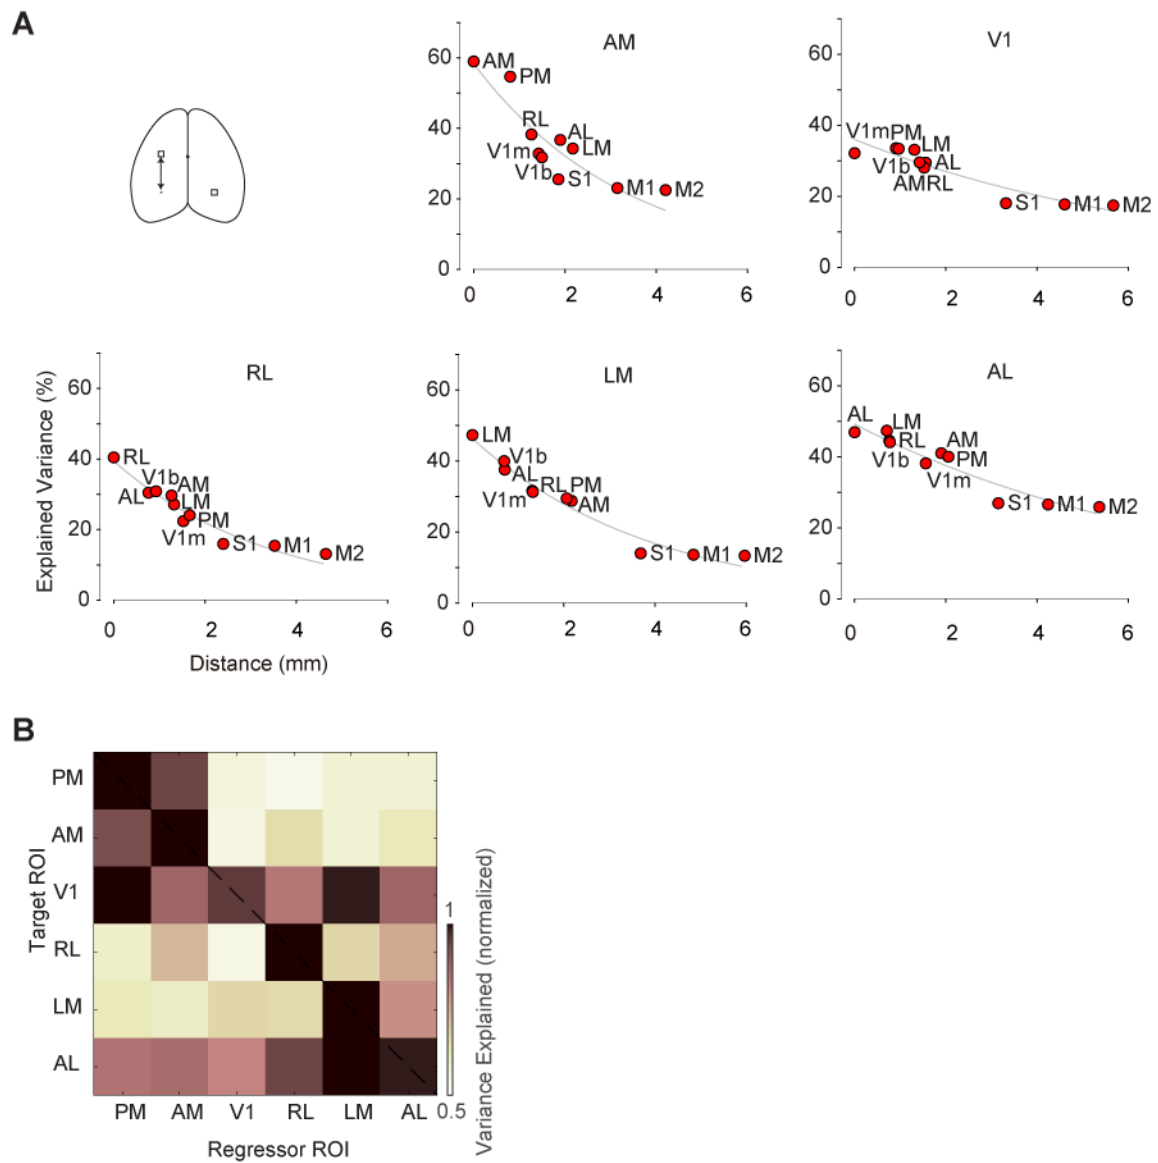 A
AM
60
40
20
0
0 2 4 6
AM
PM
RL
AL
LM
V1m
V1b
S1
M1
M2
V1
60
40
20
0
0 2 4 6
V1mPM
LM
V1b
AL
AMRL
S1
M1
M2
RL
Explained Variance (%)
60
40
20
0
0 2 4 6
Distance (mm)
RL
V1b
AM
AL
LM
PM
V1m
S1
M1
M2
LM
60
40
20
0
0 2 4 6
LM
V1b
AL
RL
PM
V1m
AM
S1
M1
M2
AL
60
40
20
0
0 2 4 6
AL
LM
RL
V1b
AM
PM
V1m
S1
M1
M2
B
Target ROI
PM
AM
V1
RL
LM
AL
PM AM V1 RL LM AL
Regressor ROI
1
0.5
Variance Explained (normalized)